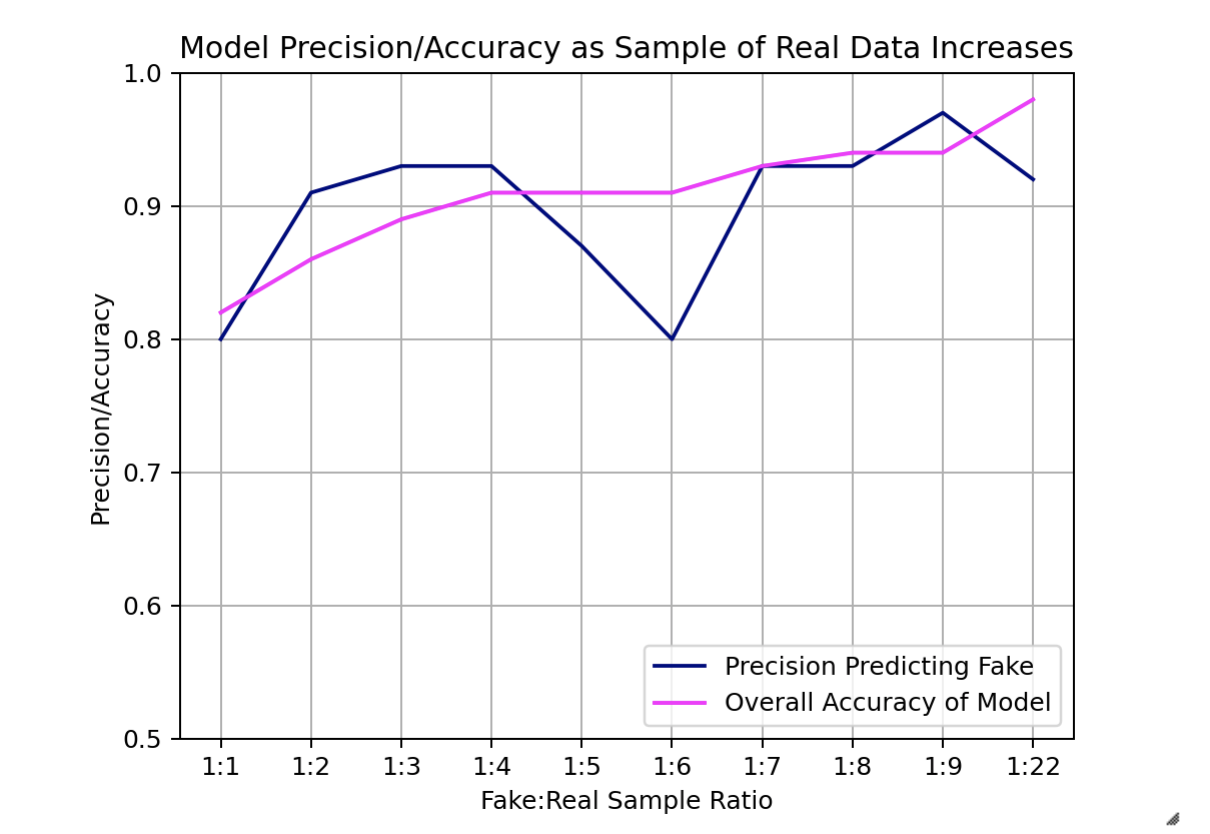 Model Precision/Accuracy as Sample of Real Data Increases
1.0
0.9
0.8
0.7
0.6
0.5
Precision/Accuracy
Precision Predicting Fake
Overall Accuracy of Model
1:1 1:2 1:3 1:4 1:5 1:6 1:7 1:8 1:9 1:22
Fake:Real Sample Ratio